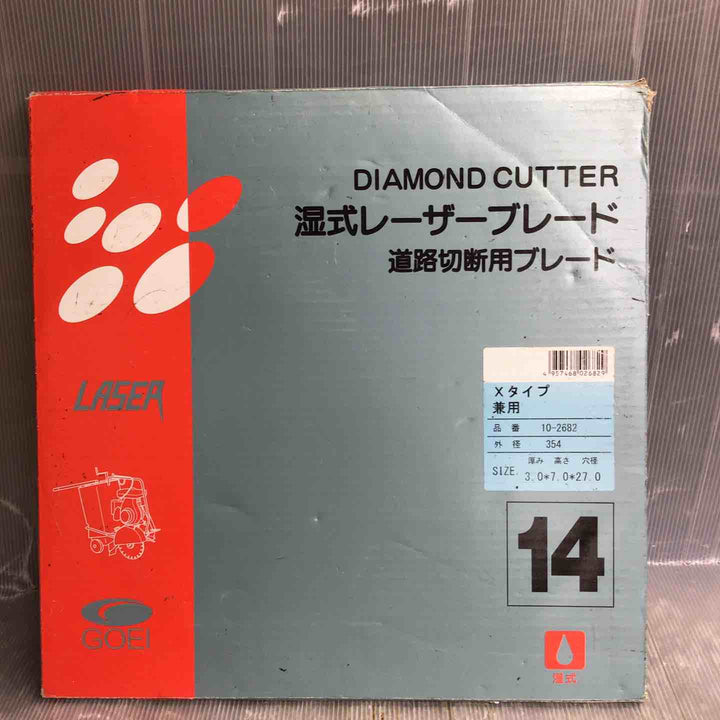 DIAMOND CUTTER
湿式レーザーブレード
道路切断用ブレード
4957468026829
Xタイプ
兼用
品番 10-2682
外径 354
厚み 高さ 穴径
SIZE. 3.0*7.0*27.0
LASER
14
GOEI
湿式